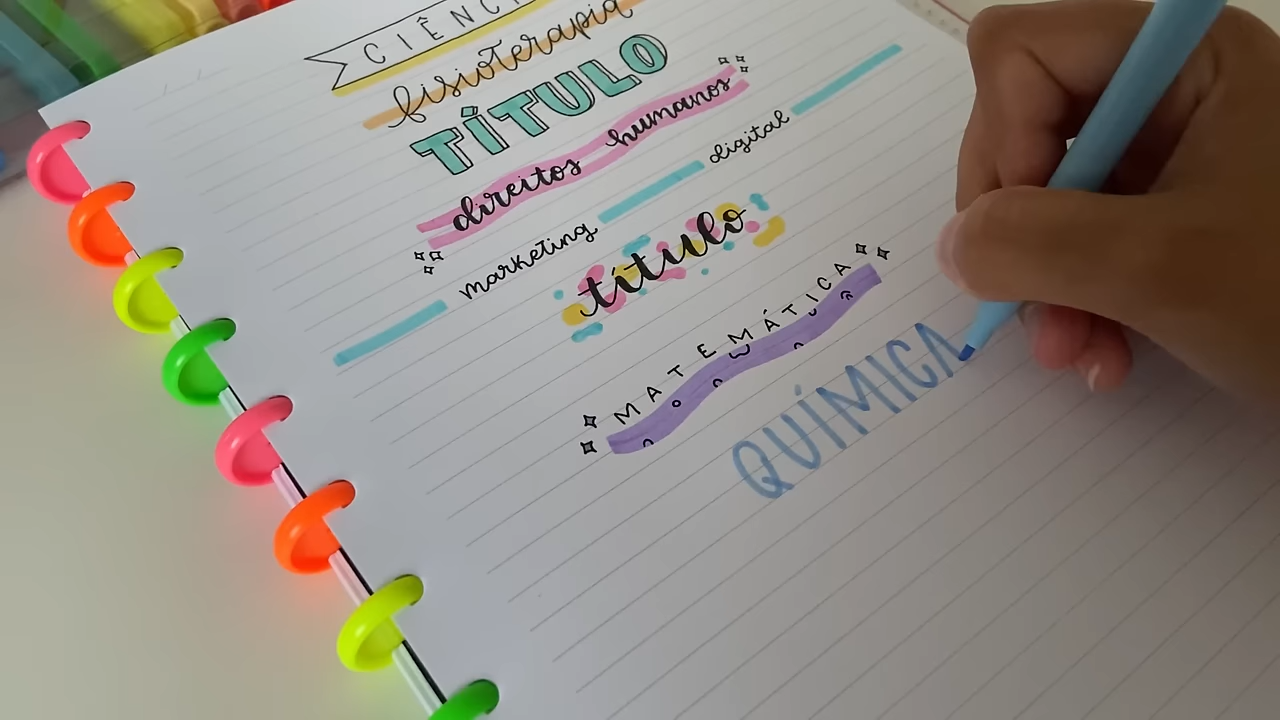 CIÊNC
fisioterapia
TÍTULO
direitos humanos
marketing digital
título
MATEMÁTICA
QUÍMICA